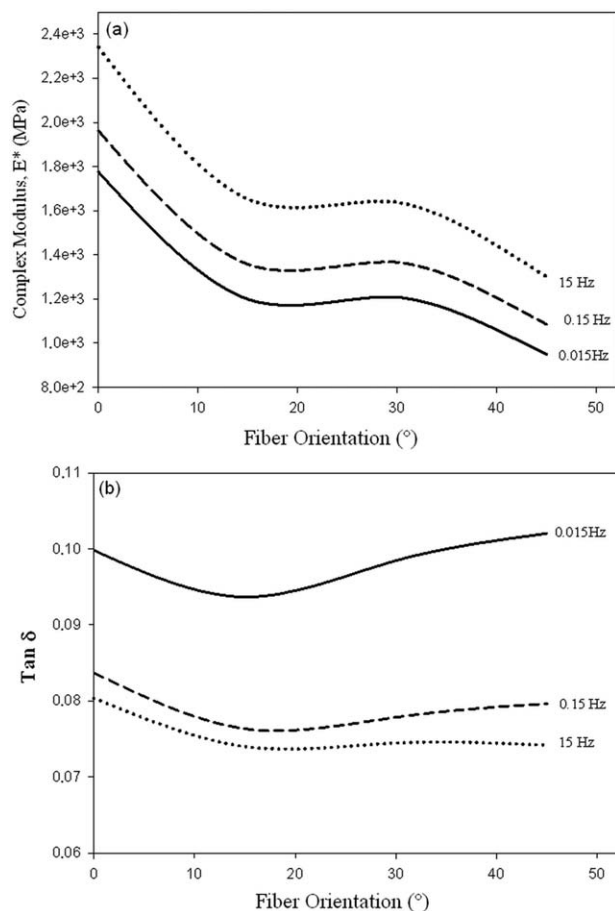 (a)
2,4e+3
2,2e+3
2,0e+3
1,8e+3
1,6e+3
1,4e+3
1,2e+3
1,0e+3
8,0e+2
Complex Modulus, E* (MPa)
15 Hz
0.15 Hz
0.015Hz
0 10 20 30 40 50
Fiber Orientation (°)
(b)
0,11
0,10
0,09
0,08
0,07
0,06
Tan δ
0.015Hz
0.15 Hz
15 Hz
0 10 20 30 40 50
Fiber Orientation (°)